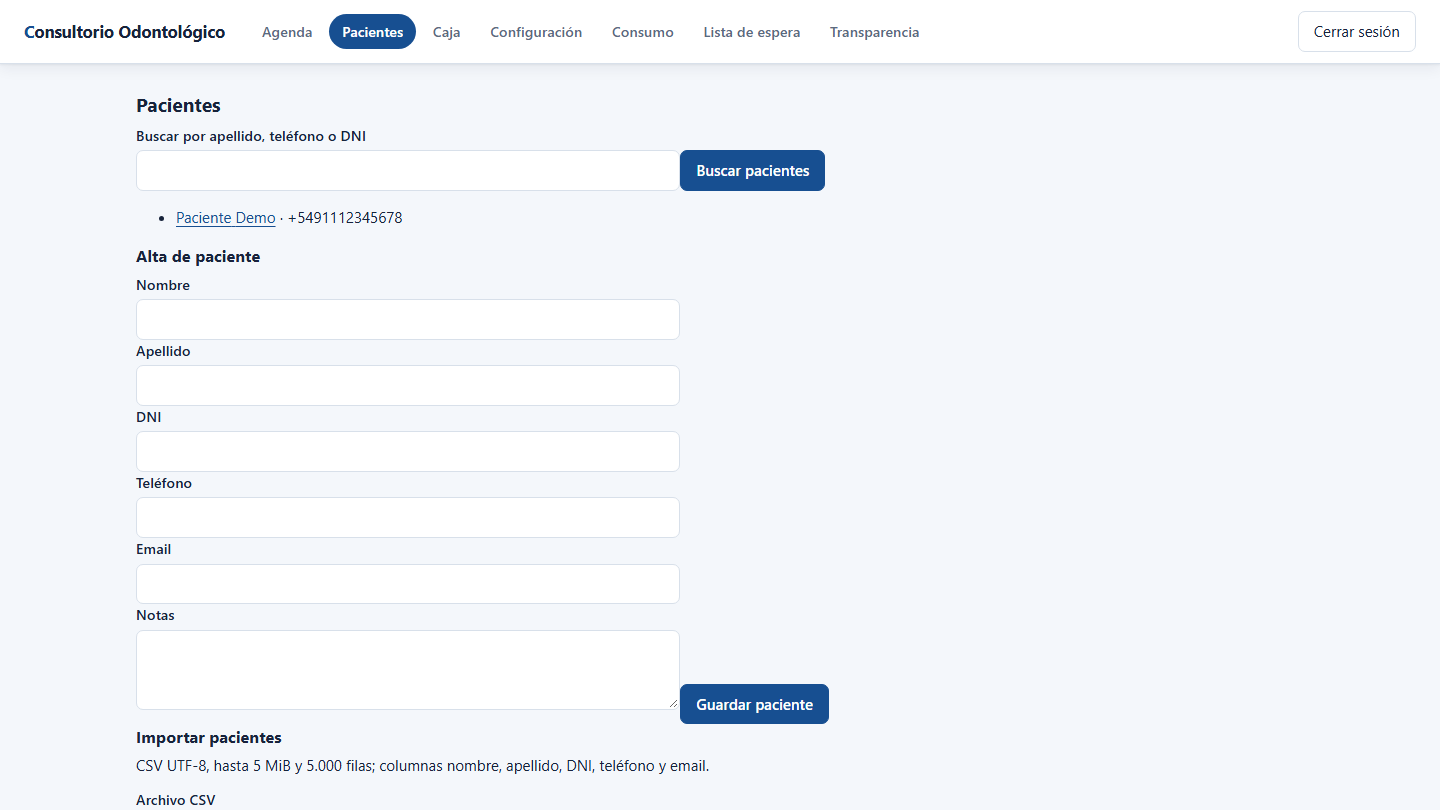 Consultorio Odontológico Agenda Pacientes Caja Configuración Consumo Lista de espera Transparencia Cerrar sesión
Pacientes
Buscar por apellido, teléfono o DNI
Buscar pacientes
• Paciente Demo · +5491112345678
Alta de paciente
Nombre
Apellido
DNI
Teléfono
Email
Notas
Guardar paciente
Importar pacientes
CSV UTF-8, hasta 5 MiB y 5.000 filas; columnas nombre, apellido, DNI, teléfono y email.
Archivo CSV